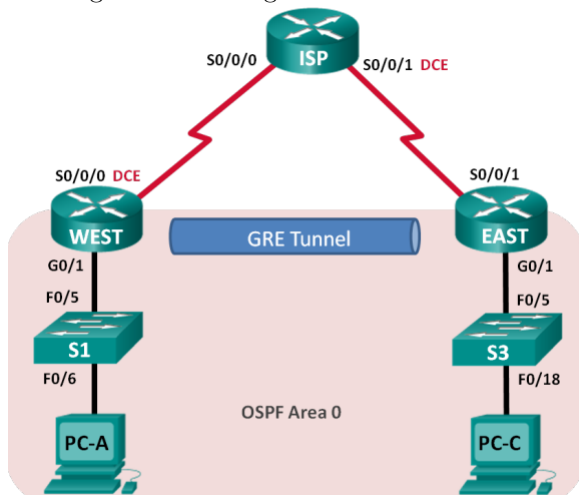 S0/0/0
ISP
S0/0/1 DCE
S0/0/0 DCE
S0/0/1
WEST
GRE Tunnel
EAST
G0/1
G0/1
F0/5
F0/5
S1
S3
F0/6
F0/18
OSPF Area 0
PC-A
PC-C